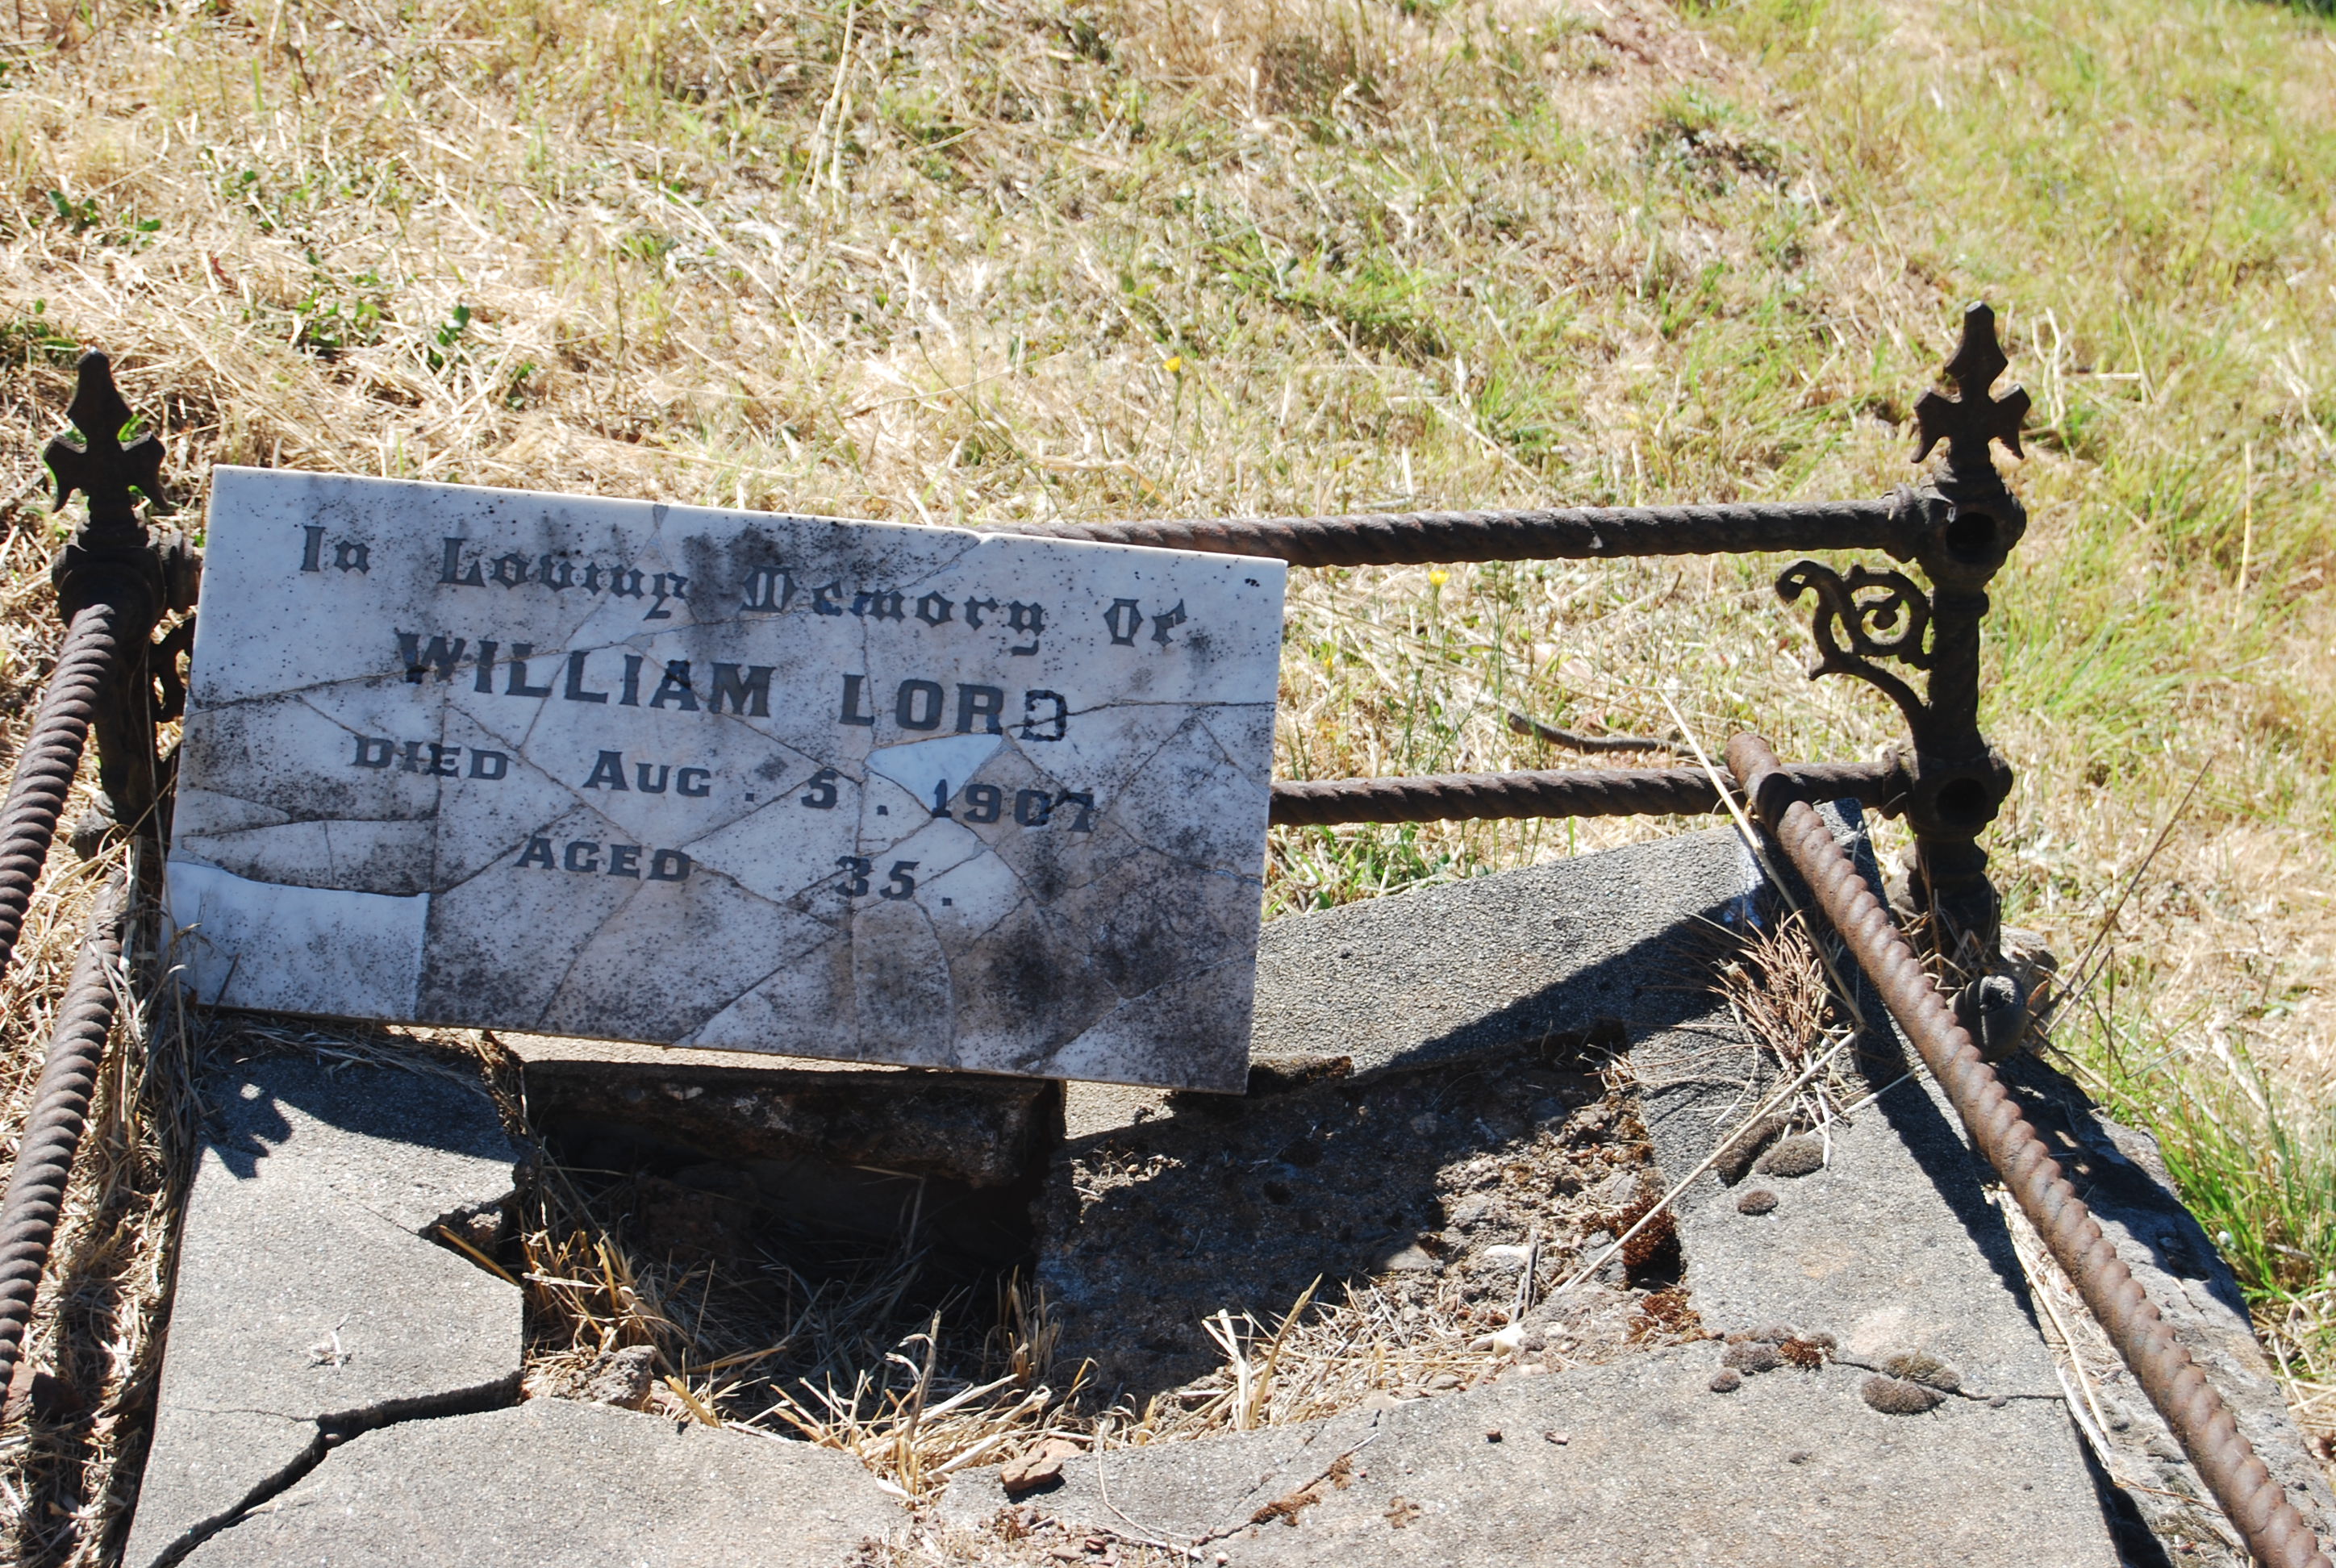 In Loving Memory Of
WILLIAM LORD
DIED AUG. 5. 1907
AGED 35.